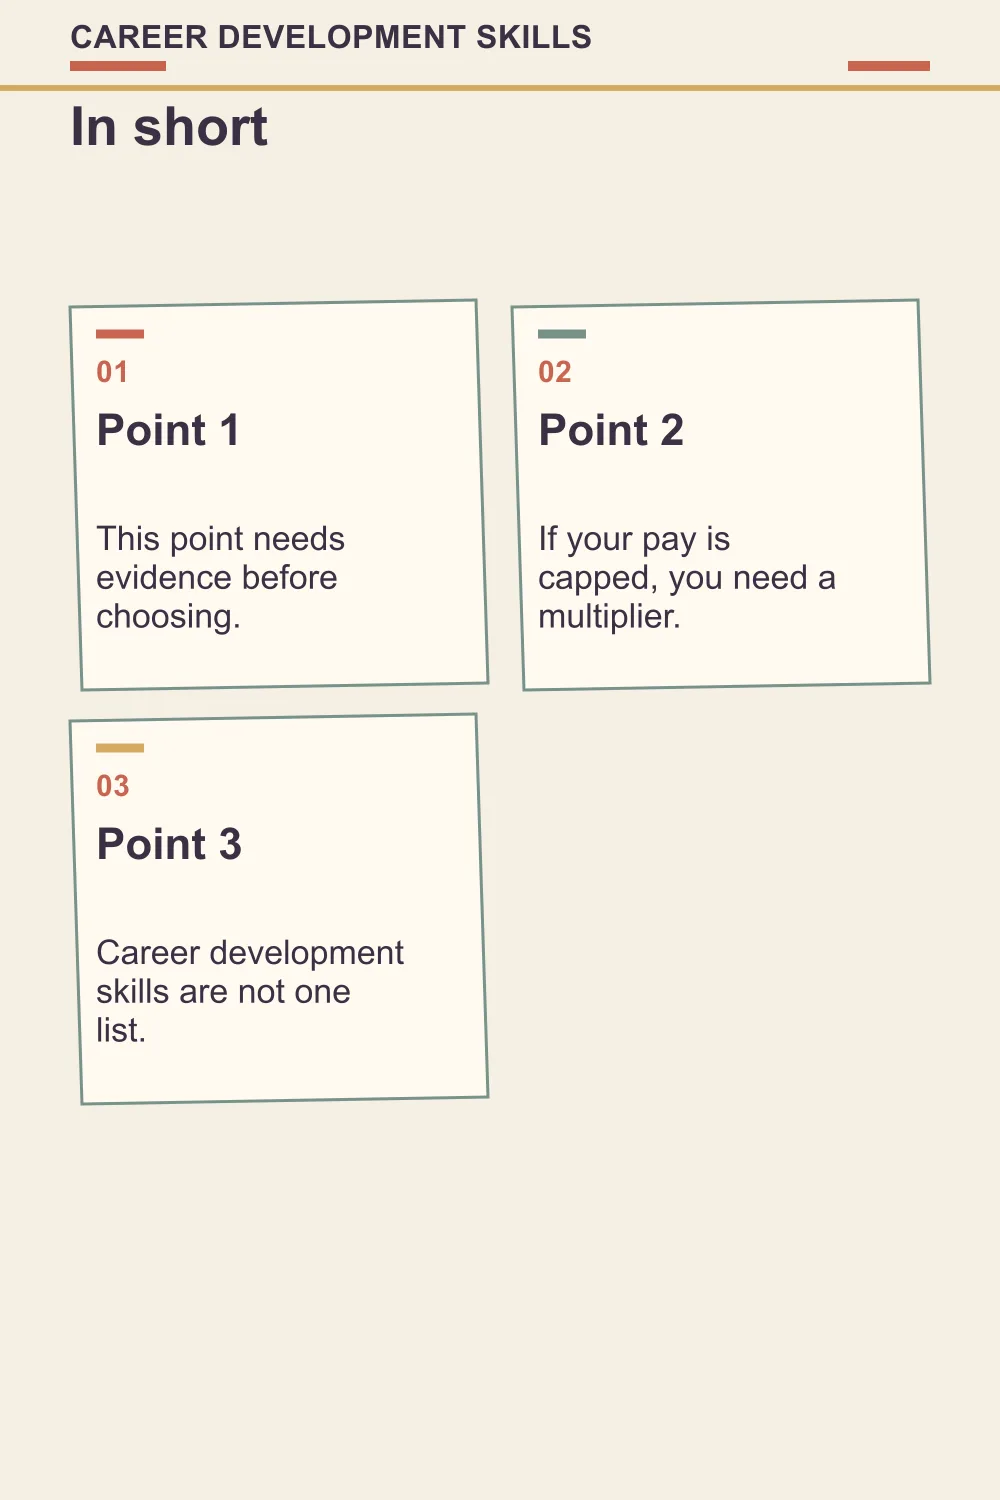 CAREER DEVELOPMENT SKILLS
In short
01
Point 1
This point needs
evidence before
choosing.
02
Point 2
If your pay is
capped, you need a
multiplier.
03
Point 3
Career development
skills are not one
list.